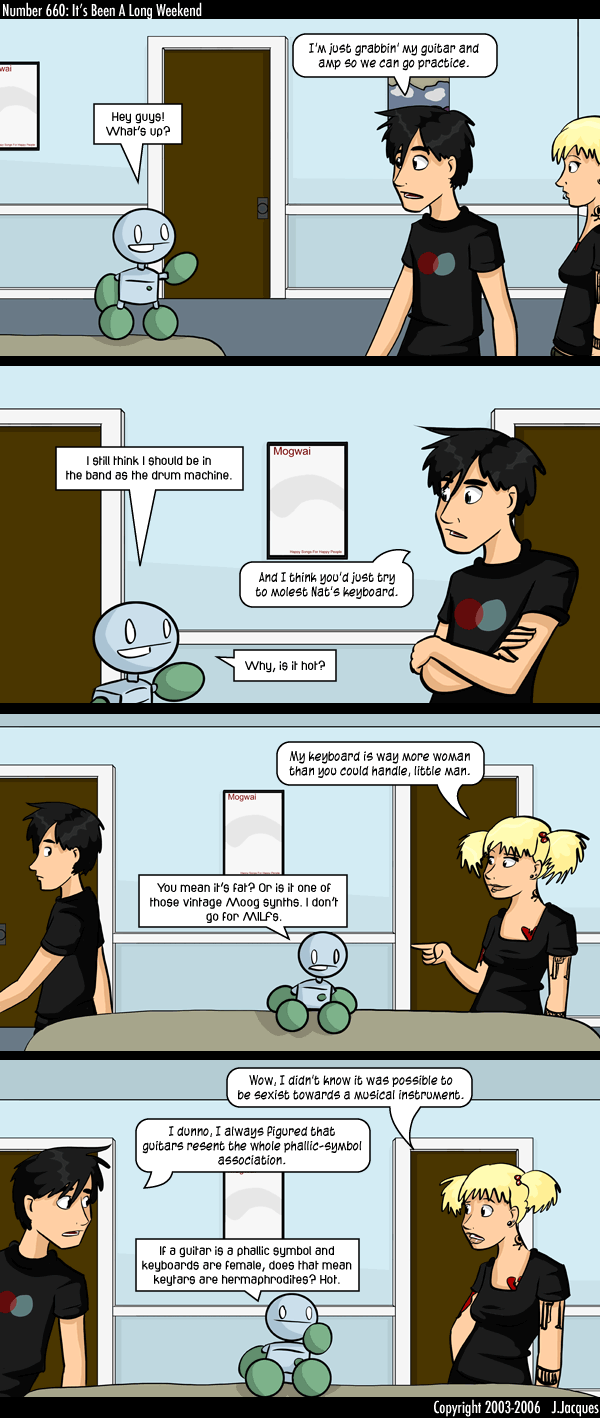 Number 660: It's Been A Long Weekend
I'm just grabbin' my guitar and
amp so we can go practice.
Hey guys!
What's up?
wai
I still think I should be in
the band as the drum machine.
Mogwai
Happy Songs For Happy People
And I think you'd just try
to molest Nat's keyboard.
Why, is it hot?
My keyboard is way more woman
than you could handle, little man.
Mogwai
You mean it's fat? Or is it one of
those vintage Moog synths. I don't
go for MILFs.
Wow, I didn't know it was possible to
be sexist towards a musical instrument.
I dunno, I always figured that
guitars resent the whole phallic-symbol
association.
If a guitar is a phallic symbol and
keyboards are female, does that mean
keytars are hermaphrodites? Hot.
Copyright 2003-2006 J.Jacques